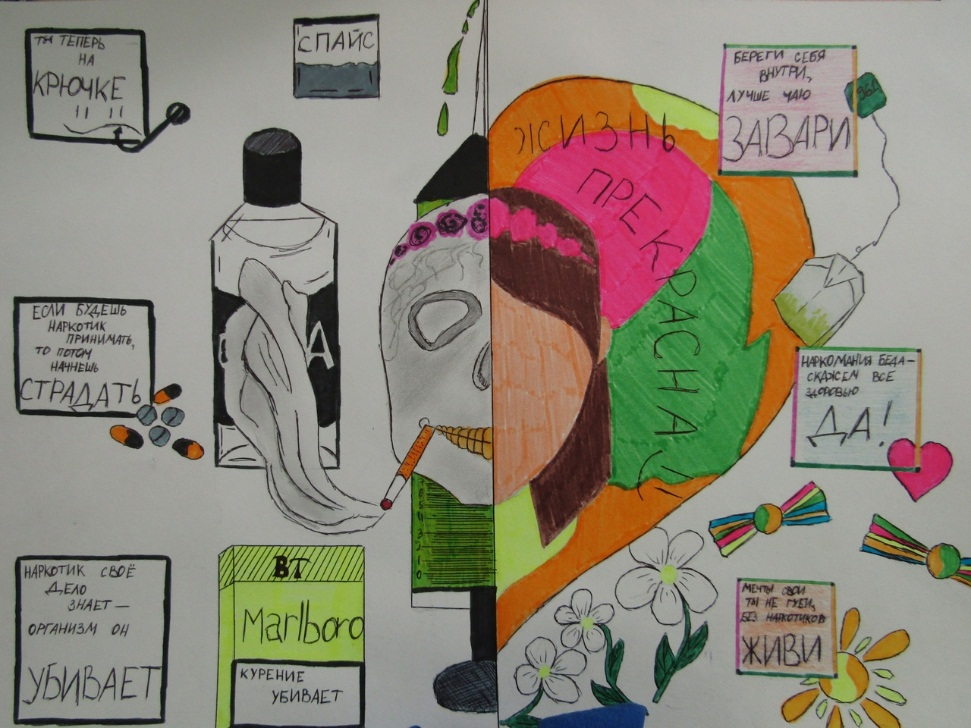 ТЫ ТЕПЕРЬ
НА
КРЮЧКЕ
СПАЙС
ЕСЛИ БУДЕШЬ
НАРКОТИК
ПРИНИМАТЬ,
ТО ПОТОМ
НАЧНЕШЬ
СТРАДАТЬ
НАРКОТИК СВОЁ
ДЕЛО
ЗНАЕТ —
ОРГАНИЗМ ОН
УБИВАЕТ
ВТ
Marlboro
КУРЕНИЕ
УБИВАЕТ
ЖИЗНЬ
ПРЕКРАСНА
БЕРЕГИ СЕБЯ
ВНУТРИ,
ЛУЧШЕ ЧАЮ
ЗАВАРИ
НАРКОМАНИЯ БЕДА —
СКАЖЕМ ВСЕ
ЗДОРОВЬЮ
ДА!
МЕЧТЫ СВОИ
ТЫ НЕ ГУБИ,
БЕЗ НАРКОТИКОВ
ЖИВИ